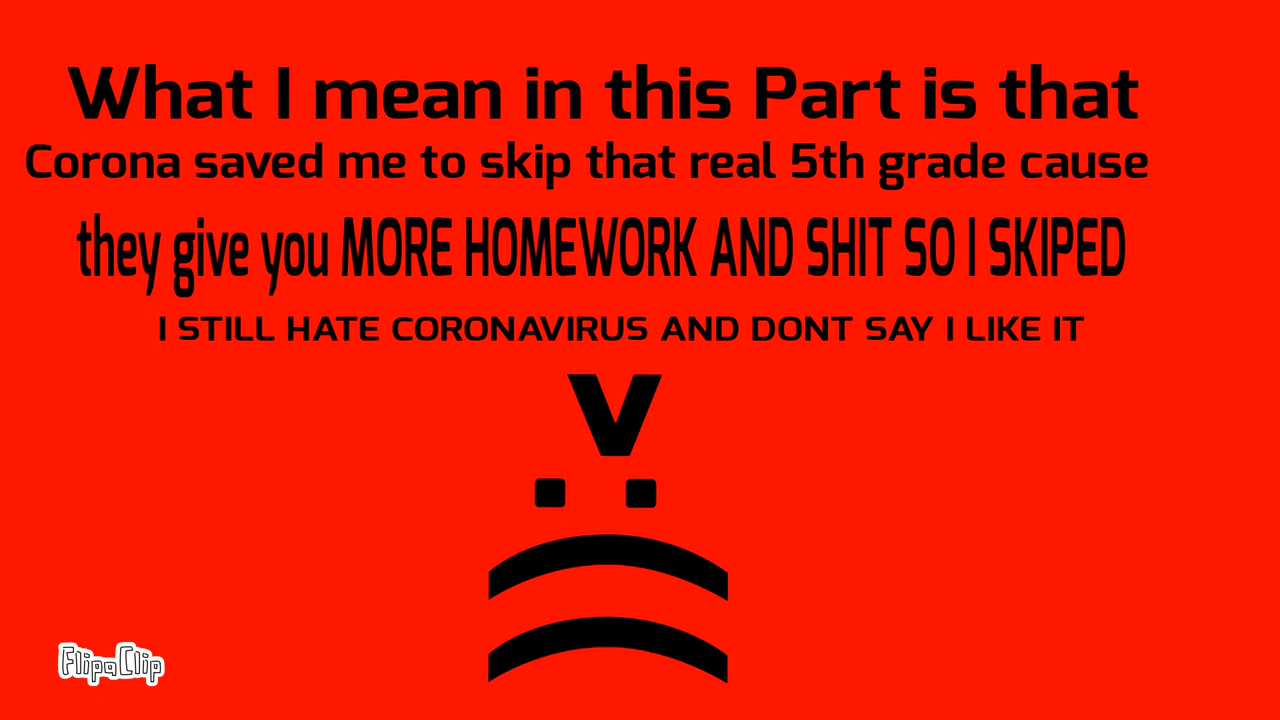 What I mean in this Part is that
Corona saved me to skip that real 5th grade cause
they give you MORE HOMEWORK AND SHIT SO I SKIPED
I STILL HATE CORONAVIRUS AND DONT SAY I LIKE IT
V
..
(
(
FlipaClip